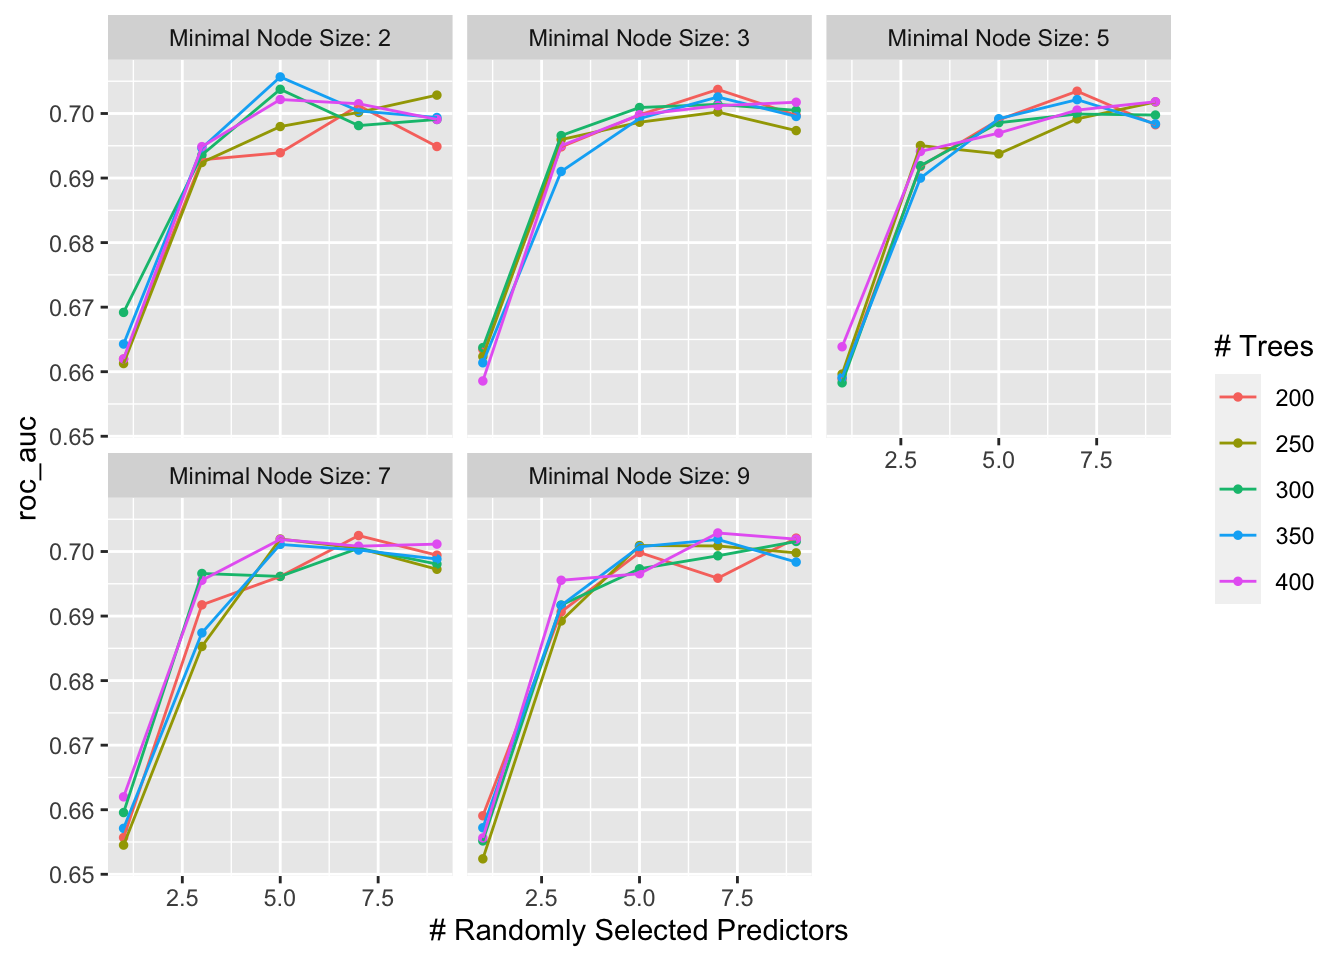 Minimal Node Size: 2
Minimal Node Size: 3
Minimal Node Size: 5
0.70
0.69
0.68
0.67
0.66
0.65
2.5 5.0 7.5
Minimal Node Size: 7
Minimal Node Size: 9
0.70
0.69
0.68
0.67
0.66
0.65
2.5 5.0 7.5
2.5 5.0 7.5
# Randomly Selected Predictors
roc_auc
# Trees
200
250
300
350
400